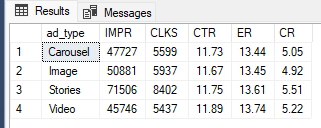 Results Messages
ad_type IMPR CLKS CTR ER CR
1 Carousel 47727 5599 11.73 13.44 5.05
2 Image 50881 5937 11.67 13.45 4.92
3 Stories 71506 8402 11.75 13.61 5.51
4 Video 45746 5437 11.89 13.74 5.22